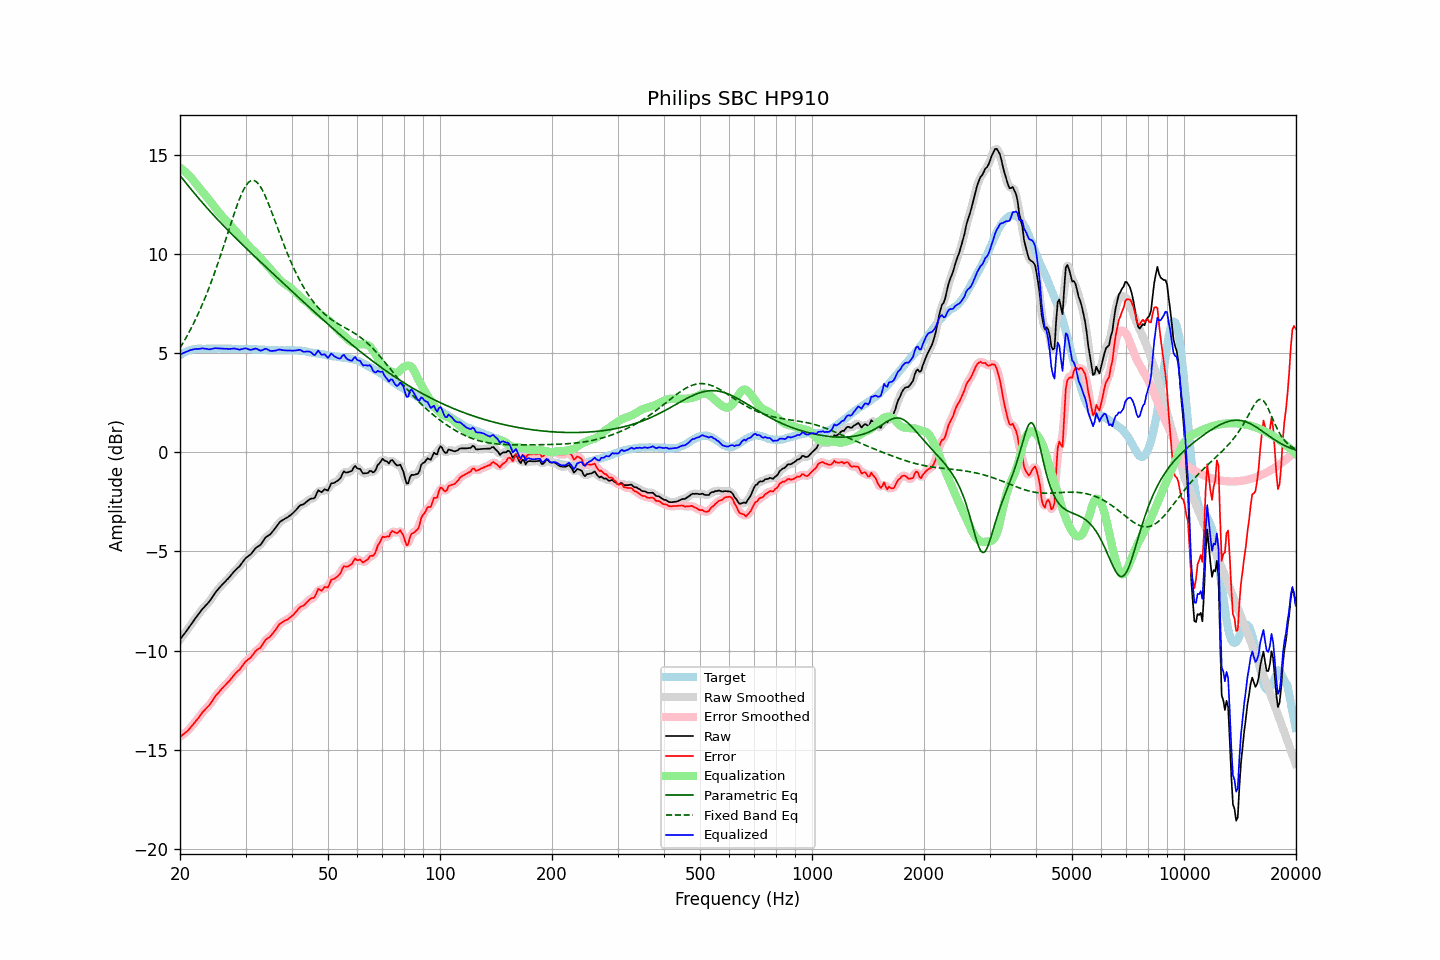 Philips SBC HP910
Amplitude (dBr)
15
10
5
0
−5
−10
−15
−20
Target
Raw Smoothed
Error Smoothed
Raw
Error
Equalization
Parametric Eq
Fixed Band Eq
Equalized
20 50 100 200 500 1000 2000 5000 10000 20000
Frequency (Hz)